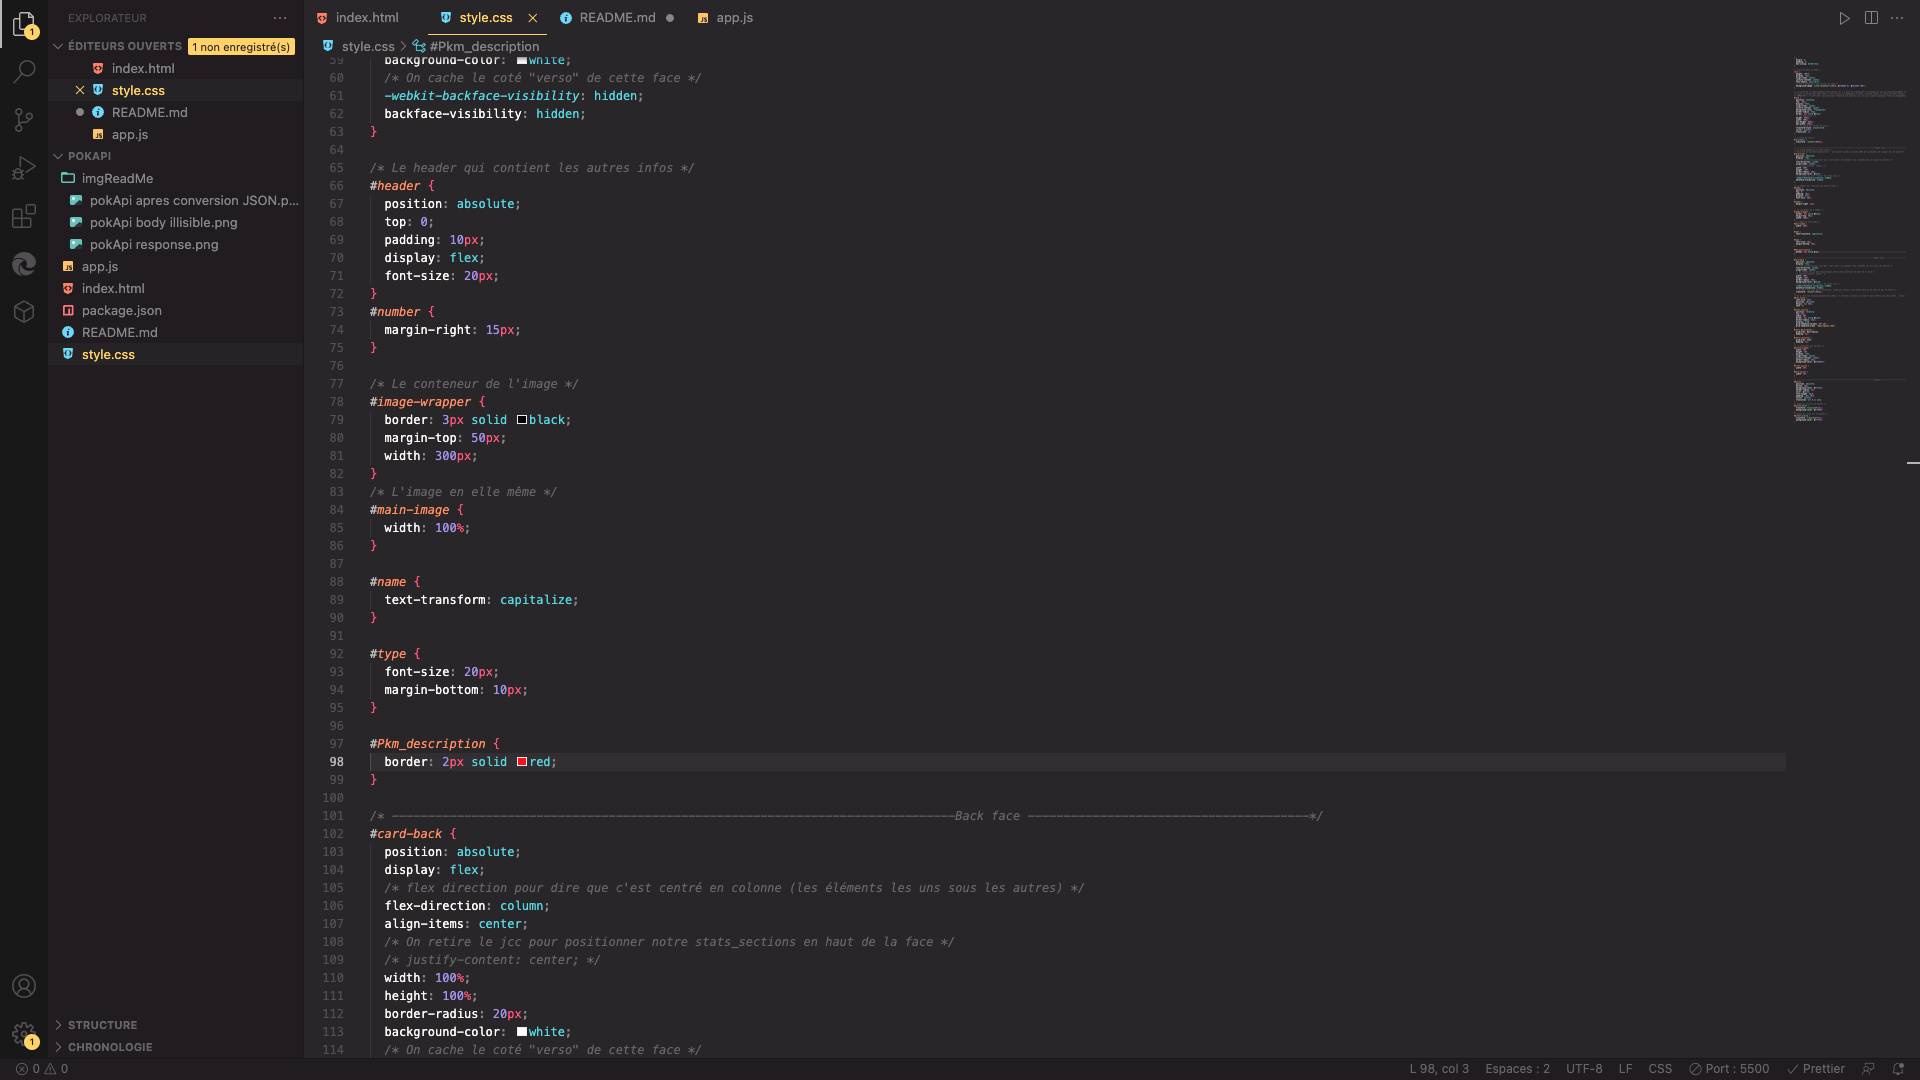 EXPLORATEUR
ÉDITEURS OUVERTS 1 non enregistré(s)
index.html
style.css
README.md
app.js
POKAPI
imgReadMe
pokApi apres conversion JSON.p...
pokApi body illisible.png
pokApi response.png
app.js
index.html
package.json
README.md
style.css
STRUCTURE
CHRONOLOGIE
1
1
index.html style.css README.md app.js
style.css > #Pkm_description
59 background-color: white;
60 /* On cache le coté "verso" de cette face */
61 -webkit-backface-visibility: hidden;
62 backface-visibility: hidden;
63 }
64
65 /* Le header qui contient les autres infos */
66 #header {
67 position: absolute;
68 top: 0;
69 padding: 10px;
70 display: flex;
71 font-size: 20px;
72 }
73 #number {
74 margin-right: 15px;
75 }
76
77 /* Le conteneur de l'image */
78 #image-wrapper {
79 border: 3px solid black;
80 margin-top: 50px;
81 width: 300px;
82 }
83 /* L'image en elle même */
84 #main-image {
85 width: 100%;
86 }
87
88 #name {
89 text-transform: capitalize;
90 }
91
92 #type {
93 font-size: 20px;
94 margin-bottom: 10px;
95 }
96
97 #Pkm_description {
98 border: 2px solid red;
99 }
100
101 /* ------------------------------------------------------------------------------Back face ---------------------------------------*/
102 #card-back {
103 position: absolute;
104 display: flex;
105 /* flex direction pour dire que c'est centré en colonne (les éléments les uns sous les autres) */
106 flex-direction: column;
107 align-items: center;
108 /* On retire le jcc pour positionner notre stats_sections en haut de la face */
109 /* justify-content: center; */
110 width: 100%;
111 height: 100%;
112 border-radius: 20px;
113 background-color: white;
114 /* On cache le coté "verso" de cette face */
0 0 L 98, col 3 Espaces : 2 UTF-8 LF CSS Port : 5500 Prettier